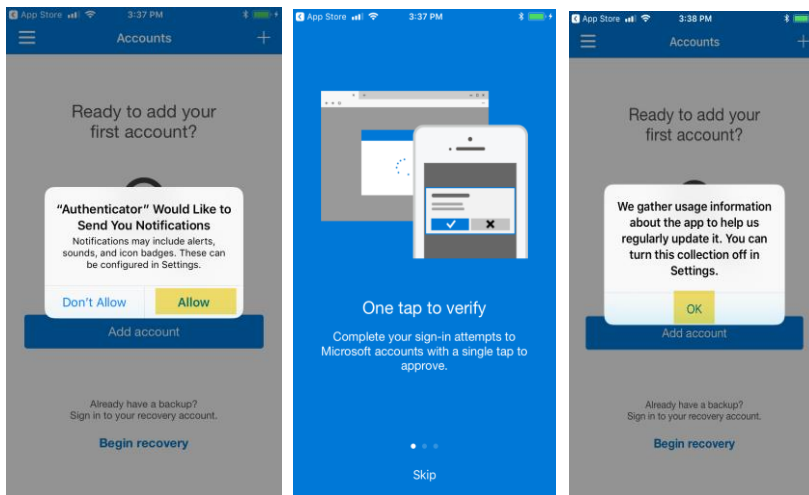 App Store 3:37 PM
Accounts
Ready to add your
first account?
“Authenticator” Would Like to
Send You Notifications
Notifications may include alerts,
sounds, and icon badges. These can
be configured in Settings.
Don’t Allow Allow
Add account
Already have a backup?
Sign in to your recovery account.
Begin recovery
App Store 3:37 PM
One tap to verify
Complete your sign-in attempts to
Microsoft accounts with a single tap to
approve.
Skip
App Store 3:38 PM
Accounts
Ready to add your
first account?
We gather usage information
about the app to help us
regularly update it. You can
turn this collection off in
Settings.
OK
Add account
Already have a backup?
Sign in to your recovery account.
Begin recovery